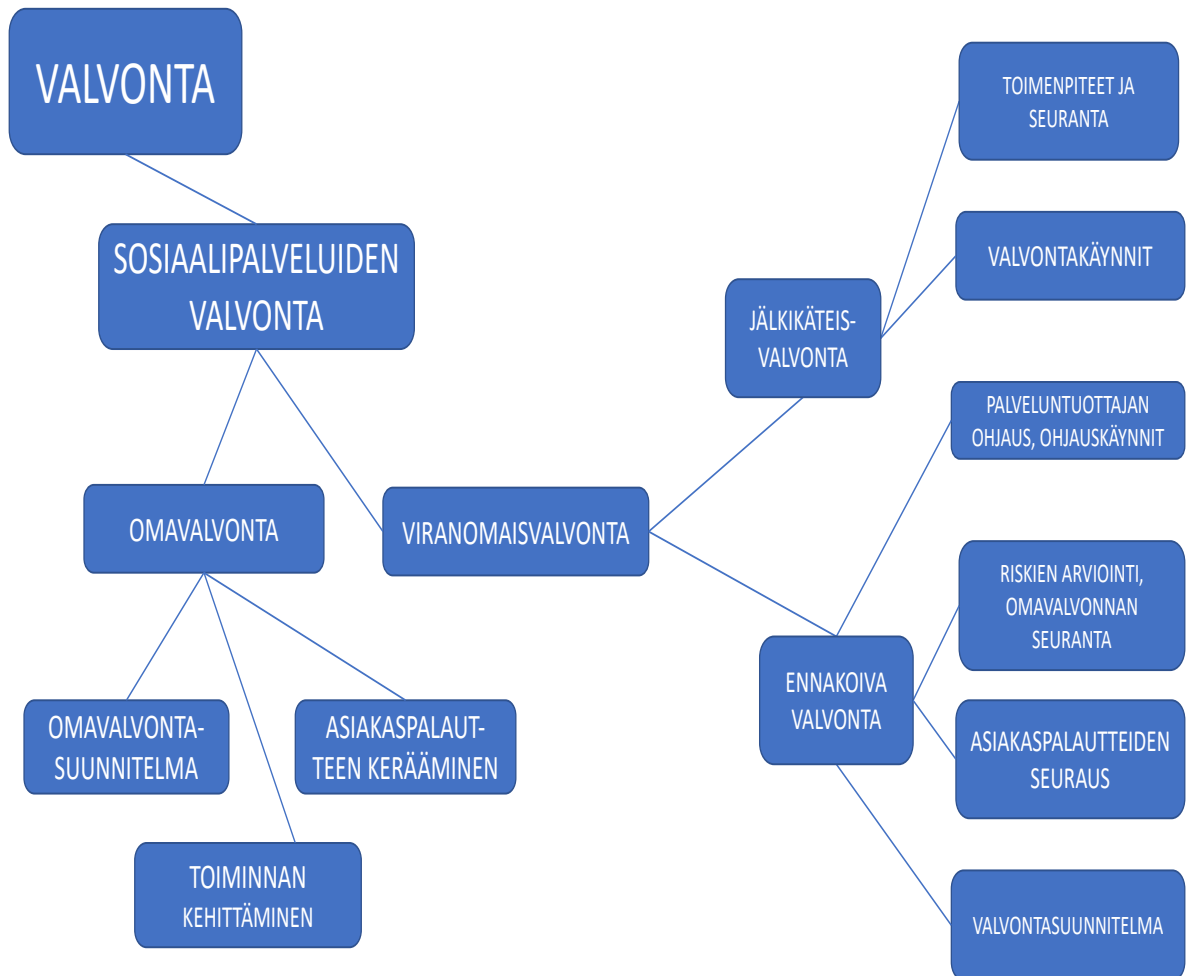 VALVONTA
SOSIAALIPALVELUIDEN
VALVONTA
OMAVALVONTA
VIRANOMAISVALVONTA
OMAVALVONTA-
SUUNNITELMA
ASIAKASPALAUT-
TEEN KERÄÄMINEN
TOIMINNAN
KEHITTÄMINEN
JÄLKIKÄTEIS-
VALVONTA
TOIMENPITEET JA
SEURANTA
VALVONTAKÄYNNIT
ENNAKOIVA
VALVONTA
PALVELUNTUOTTAJAN
OHJAUS, OHJAUSKÄYNNIT
RISKIEN ARVIOINTI,
OMAVALVONNAN
SEURANTA
ASIAKASPALAUTTEIDEN
SEURAUS
VALVONTASUUNNITELMA